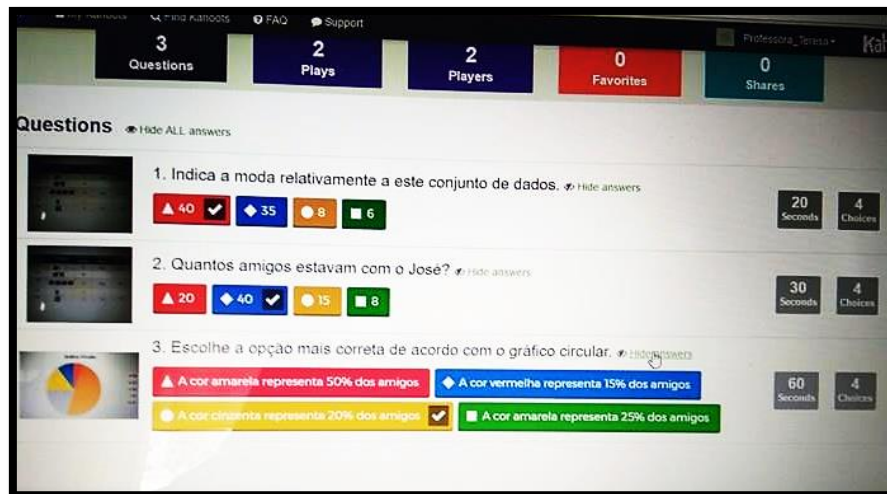 My Kahoots Find Kahoots FAQ Support Professora_Teresa
3 Questions
2 Plays
2 Players
0 Favorites
0 Shares
Questions Hide ALL answers
1. Indica a moda relativamente a este conjunto de dados. Hide answers
40 35 8 6
20 Seconds 4 Choices
2. Quantos amigos estavam com o José? Hide answers
20 40 15 8
30 Seconds 4 Choices
3. Escolhe a opção mais correta de acordo com o gráfico circular. Hide answers
A cor amarela representa 50% dos amigos A cor vermelha representa 15% dos amigos
60 Seconds 4 Choices
A cor cinzenta representa 20% dos amigos A cor amarela representa 25% dos amigos